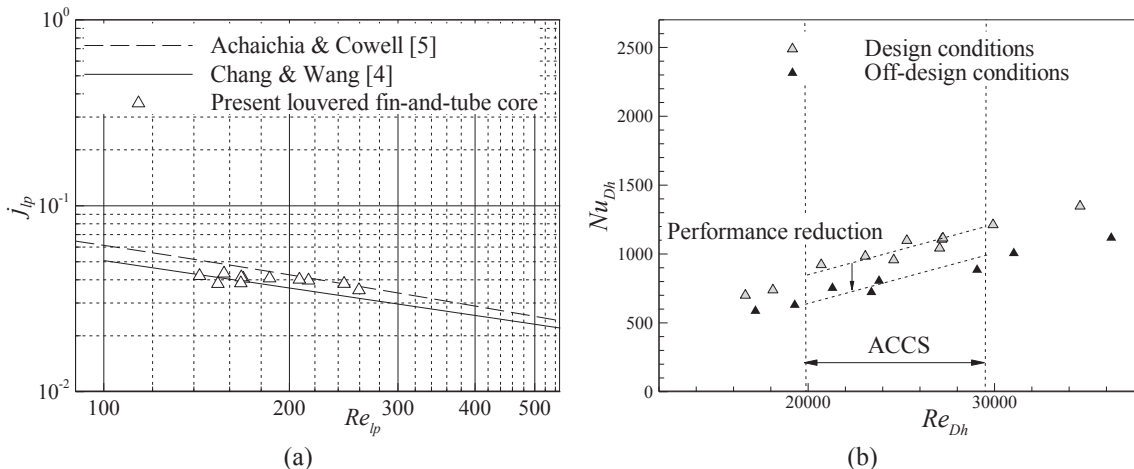 10^0
Achaichia & Cowell [5]
Chang & Wang [4]
Present louvered fin-and-tube core
j_lp
10^-1
10^-2
100
200
300
400
500
Re_lp
(a)
2500
Design conditions
Off-design conditions
2000
Nu_Dh
1500
Performance reduction
1000
500
ACCS
0
20000
30000
Re_Dh
(b)